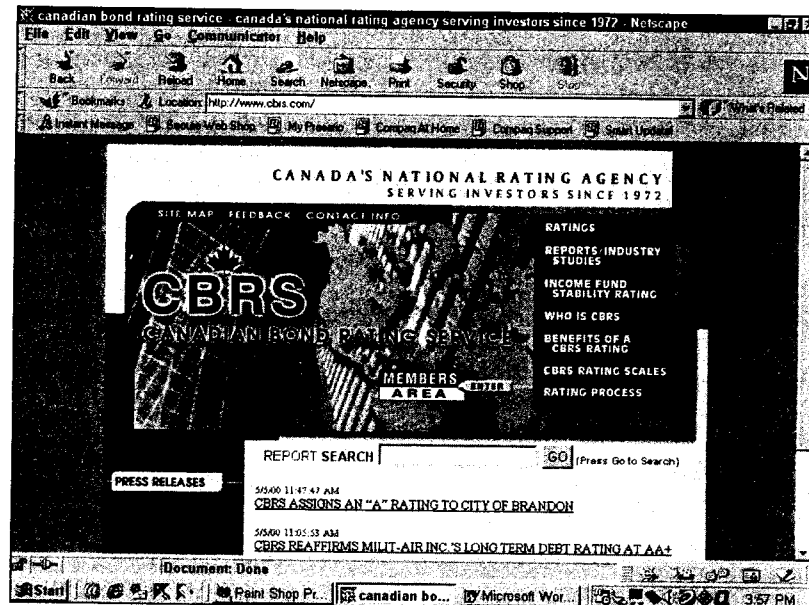 canadian bond rating service - canada's national rating agency serving investors since 1972 - Netscape
File Edit View Go Communicator Help
Back Forward Reload Home Search Netscape Print Security Shop Stop
Bookmarks Location: http://www.cbrs.com/ What's Related
Instant Message Secure Web Shop My Presario Compaq At Home Compaq Support Smart Update
CANADA'S NATIONAL RATING AGENCY
SERVING INVESTORS SINCE 1972
SITE MAP FEEDBACK CONTACT INFO
CBRS
CANADIAN BOND RATING SERVICE
MEMBERS
AREA ENTER
RATINGS
REPORTS/INDUSTRY
STUDIES
INCOME FUND
STABILITY RATING
WHO IS CBRS
BENEFITS OF A
CBRS RATING
CBRS RATING SCALES
RATING PROCESS
REPORT SEARCH GO (Press Go to Search)
PRESS RELEASES
5/5/00 11:47:47 AM
CBRS ASSIGNS AN "A" RATING TO CITY OF BRANDON
5/5/00 11:05:53 AM
CBRS REAFFIRMS MILIT-AIR INC.'S LONG TERM DEBT RATING AT AA+
Document: Done
Start Paint Shop Pr... canadian bo... Microsoft Wor... 3:57 PM